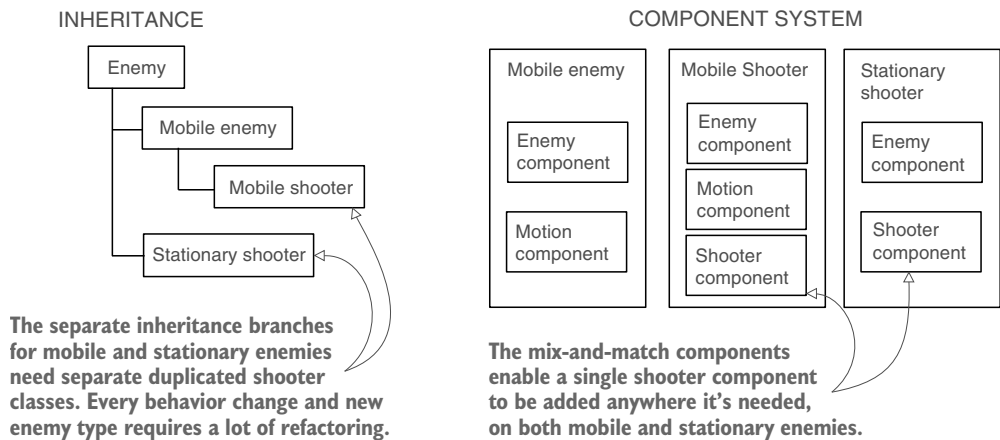 INHERITANCE
Enemy
Mobile enemy
Mobile shooter
Stationary shooter
The separate inheritance branches
for mobile and stationary enemies
need separate duplicated shooter
classes. Every behavior change and new
enemy type requires a lot of refactoring.
COMPONENT SYSTEM
Mobile enemy
Enemy
component
Motion
component
Mobile Shooter
Enemy
component
Motion
component
Shooter
component
Stationary
shooter
Enemy
component
Shooter
component
The mix-and-match components
enable a single shooter component
to be added anywhere it's needed,
on both mobile and stationary enemies.